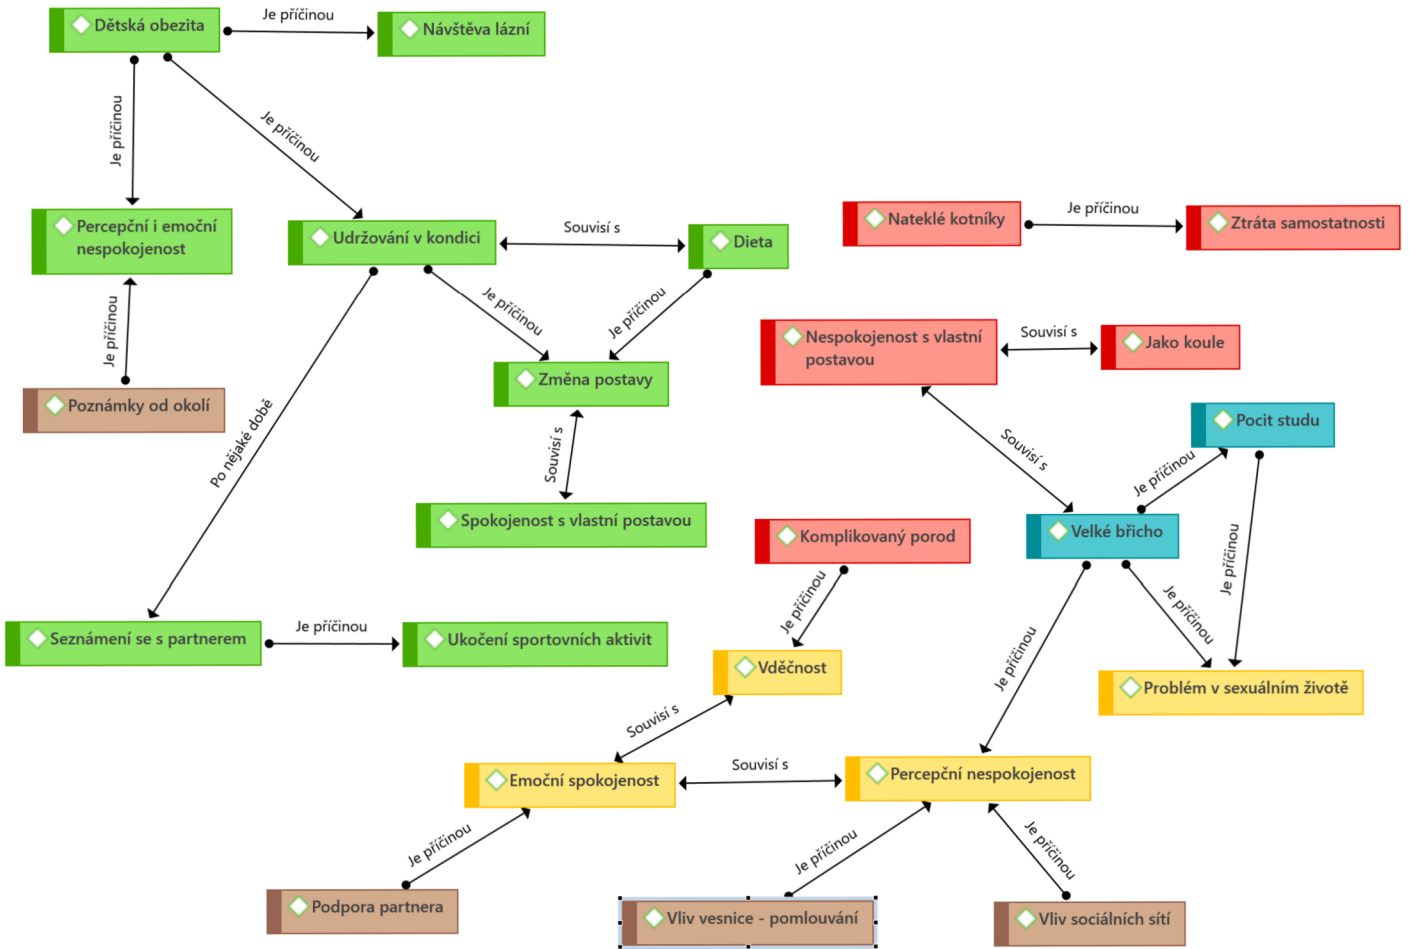 Dětská obezita
Je příčinou
Návštěva lázní
Je příčinou
Je příčinou
Percepční i emoční
nespokojenost
Udržování v kondici
Souvisí s
Dieta
Nateklé kotníky
Je příčinou
Ztráta samostatnosti
Je příčinou
Je příčinou
Je příčinou
Poznámky od okolí
Změna postavy
Nespokojenost s vlastní
postavou
Souvisí s
Jako koule
Po nějaké době
Souvisí s
Souvisí s
Pocit studu
Je příčinou
Spokojenost s vlastní postavou
Komplikovaný porod
Velké břicho
Je příčinou
Je příčinou
Je příčinou
Je příčinou
Seznámení se s partnerem
Je příčinou
Ukočení sportovních aktivit
Vděčnost
Problém v sexuálním životě
Souvisí s
Emoční spokojenost
Souvisí s
Percepční nespokojenost
Je příčinou
Je příčinou
Je příčinou
Podpora partnera
Vliv vesnice - pomlouvání
Vliv sociálních sítí